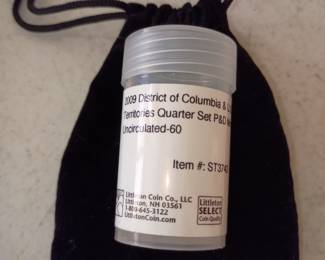 2009 District of Columbia &
Territories Quarter Set P&D
Uncirculated-60
Item #: ST374
Littleton Coin Co., LLC
Littleton, NH 03561
1-800-645-3122
LittletonCoin.com
Littleton
SELECT
Coin Quality